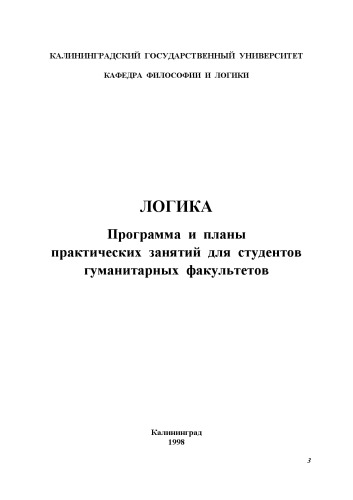 КАЛИНИНГРАДСКИЙ ГОСУДАРСТВЕННЫЙ УНИВЕРСИТЕТ
КАФЕДРА ФИЛОСОФИИ И ЛОГИКИ
ЛОГИКА
Программа и планы
практических занятий для студентов
гуманитарных факультетов
Калининград
1998
3